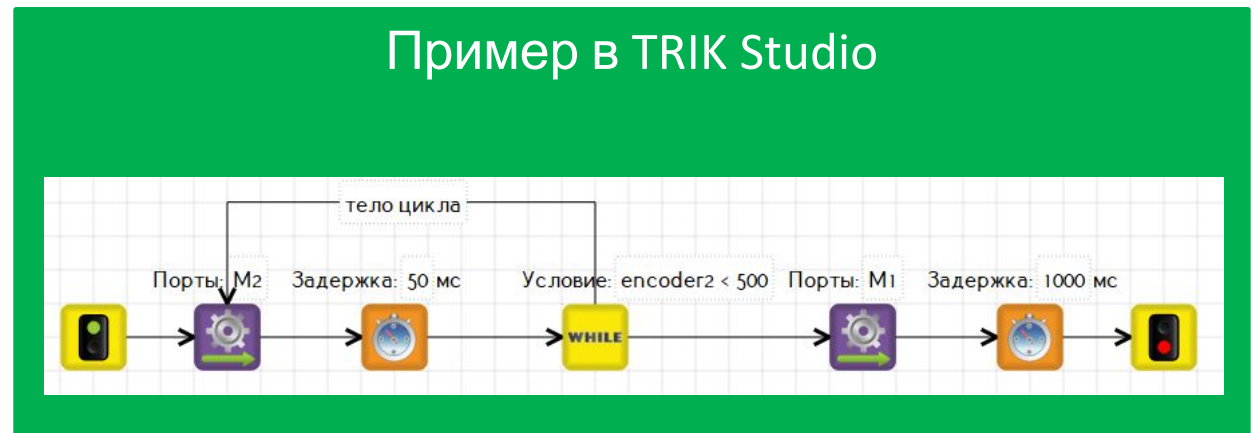 Пример в TRIK Studio
тело цикла
Порты: M2 Задержка: 50 мс Условие: encoder2 < 500 Порты: M1 Задержка: 1000 мс
WHILE